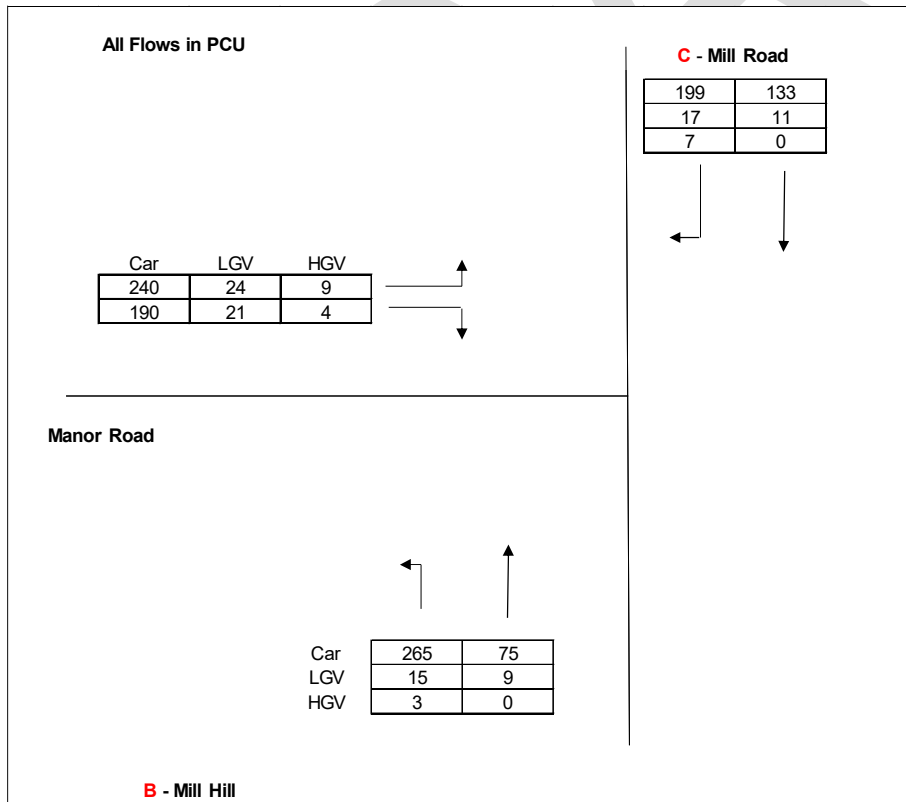 All Flows in PCU
C - Mill Road
199 133
17 11
7 0
Car LGV HGV
240 24 9
190 21 4
Manor Road
Car 265 75
LGV 15 9
HGV 3 0
B - Mill Hill